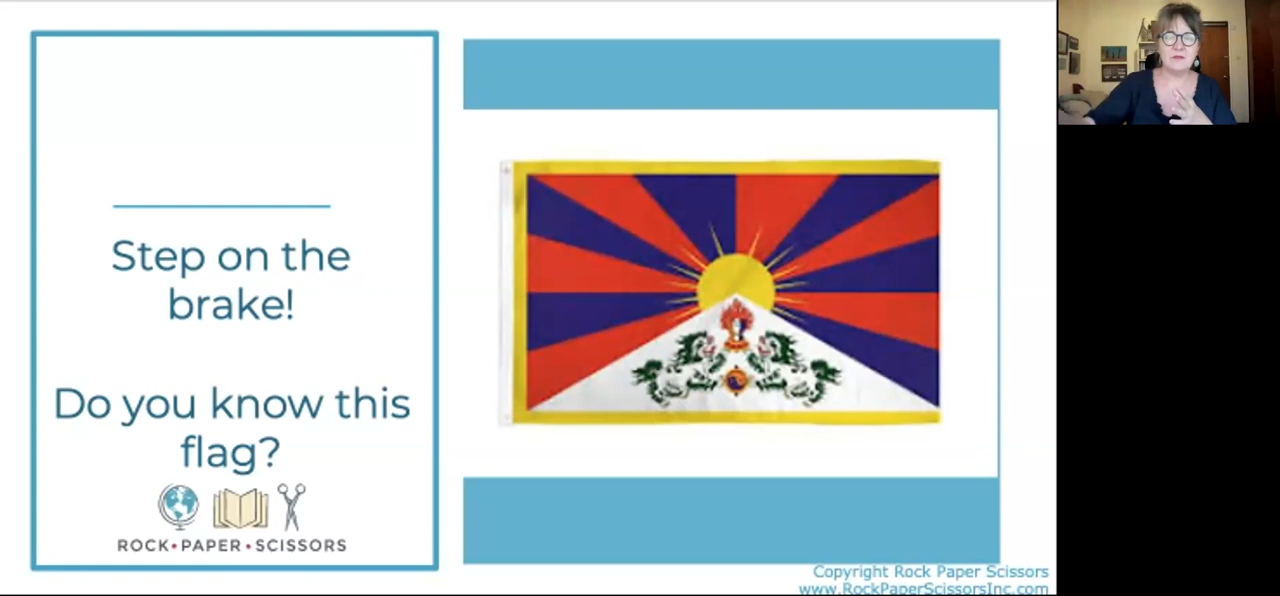 Step on the
brake!
Do you know this
flag?
ROCK•PAPER•SCISSORS
Copyright Rock Paper Scissors
www.RockPaperScissorsInc.com